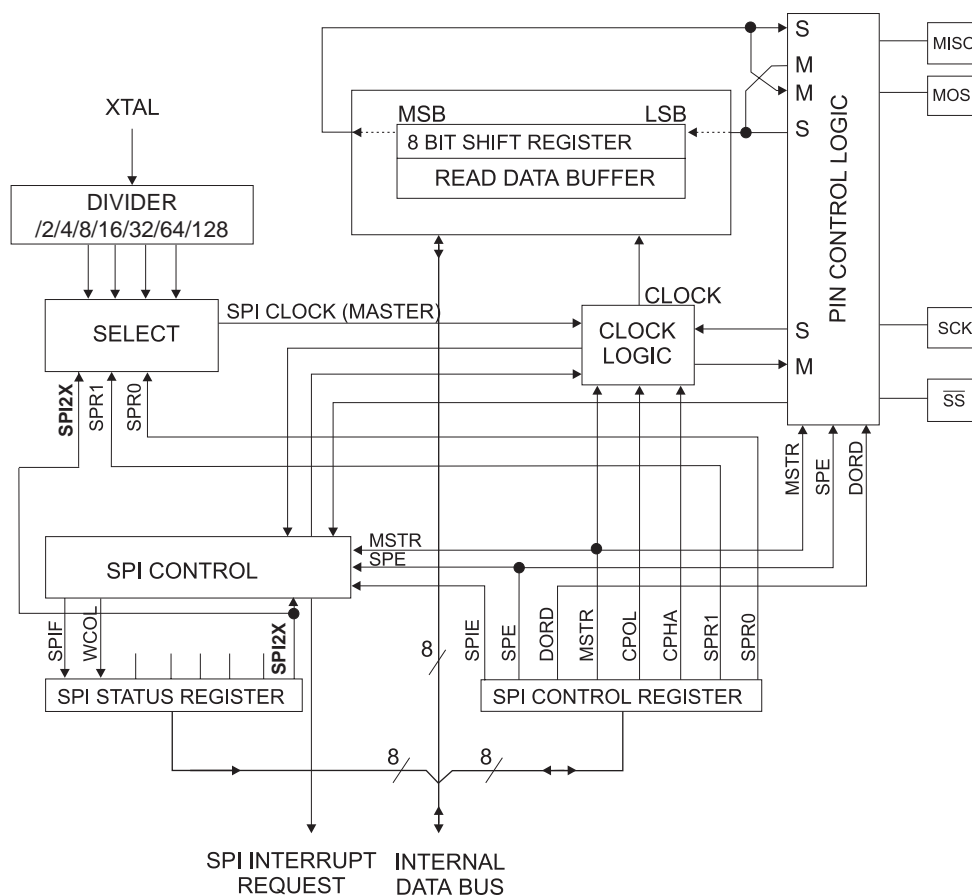 S
MISO
M
XTAL
M
MOSI
MSB
LSB
S
8 BIT SHIFT REGISTER
READ DATA BUFFER
DIVIDER
/2/4/8/16/32/64/128
PIN CONTROL LOGIC
SPI CLOCK (MASTER)
CLOCK
SELECT
CLOCK
LOGIC
S
SCK
M
SPI2X
SPR1
SPR0
SS
MSTR
SPE
DORD
MSTR
SPE
SPI CONTROL
SPIF
WCOL
SPI2X
8
SPIE
SPE
DORD
MSTR
CPOL
CPHA
SPR1
SPR0
SPI STATUS REGISTER
SPI CONTROL REGISTER
8
8
SPI INTERRUPT
REQUEST
INTERNAL
DATA BUS